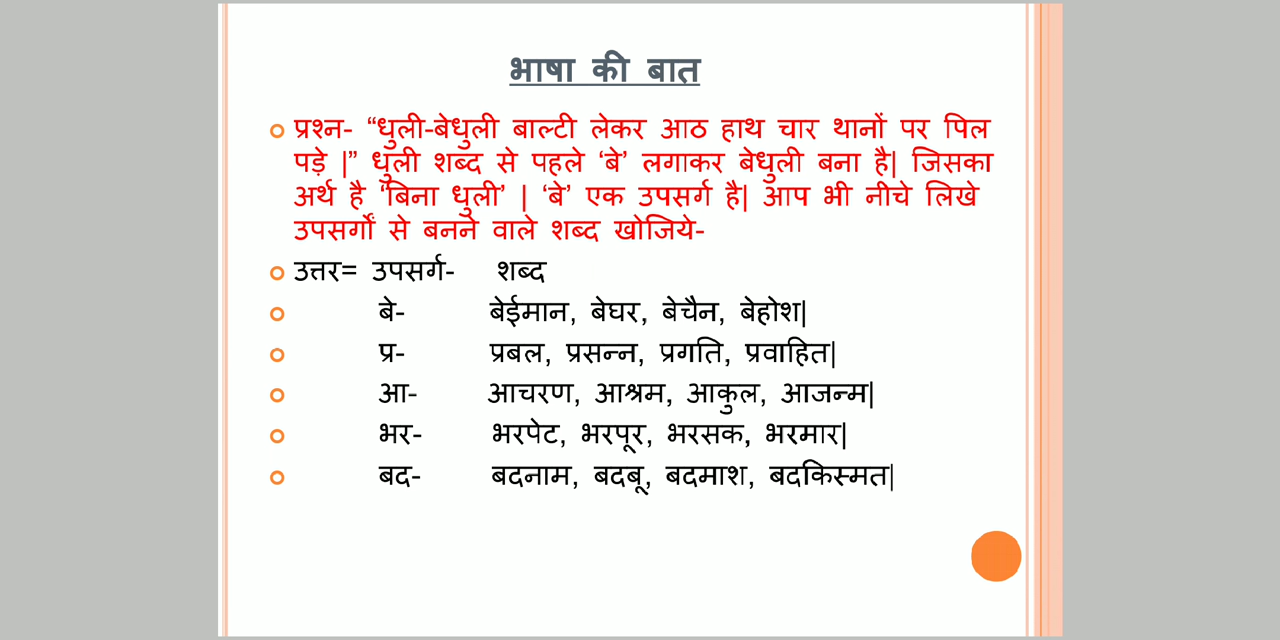 भाषा की बात
प्रश्न- “धुली-बेधुली बाल्टी लेकर आठ हाथ चार थानों पर पिल
पड़े |” धुली शब्द से पहले ‘बे’ लगाकर बेधुली बना है| जिसका
अर्थ है ‘बिना धुली’ | ‘बे’ एक उपसर्ग है| आप भी नीचे लिखे
उपसर्गों से बनने वाले शब्द खोजिये-
उत्तर= उपसर्ग- शब्द
बे- बेईमान, बेघर, बेचैन, बेहोश|
प्र- प्रबल, प्रसन्न, प्रगति, प्रवाहित|
आ- आचरण, आश्रम, आकुल, आजन्म|
भर- भरपेट, भरपूर, भरसक, भरमार|
बद- बदनाम, बदबू, बदमाश, बदकिस्मत|